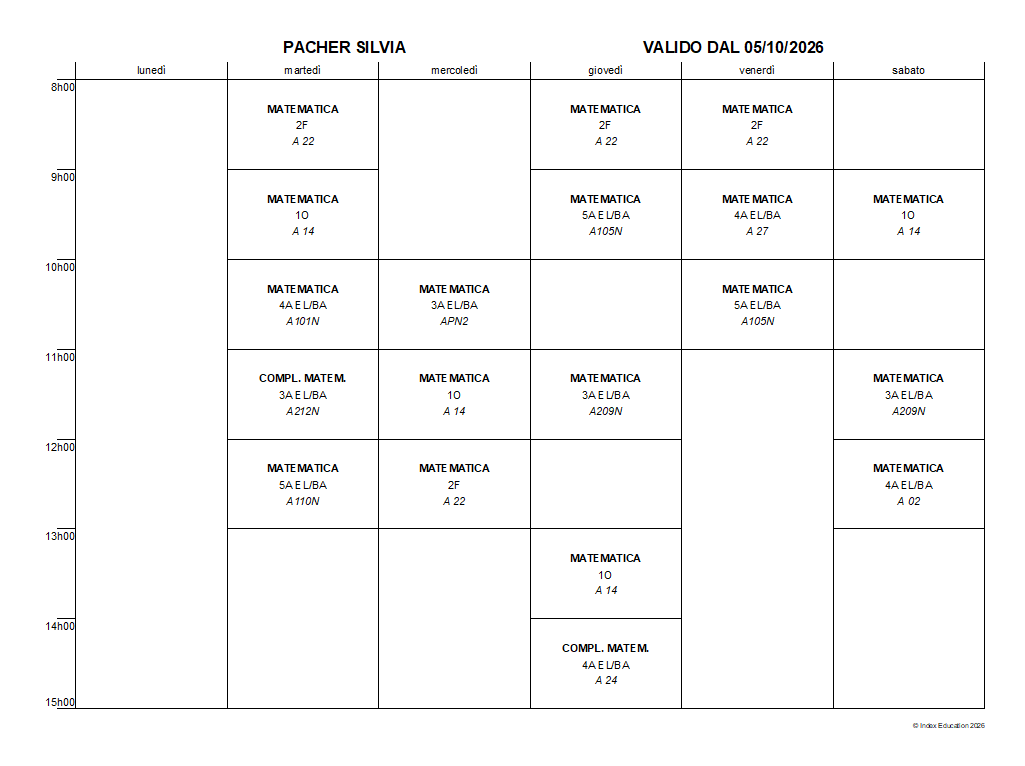 PACHER SILVIA
VALIDO DAL 05/10/2026
lunedì martedì mercoledì giovedì venerdì sabato
8h00
MATEMATICA MATEMATICA MATEMATICA
2F 2F 2F
A 22 A 22 A 22
9h00
MATEMATICA MATEMATICA MATEMATICA MATEMATICA
1O 5A EL/BA 4A EL/BA 1O
A 14 A105N A 27 A 14
10h00
MATEMATICA MATEMATICA MATEMATICA
4A EL/BA 3A EL/BA 5A EL/BA
A101N APN2 A105N
11h00
COMPL. MATEM. MATEMATICA MATEMATICA MATEMATICA
3A EL/BA 1O 3A EL/BA 3A EL/BA
A212N A 14 A209N A209N
12h00
MATEMATICA MATEMATICA MATEMATICA
5A EL/BA 2F 4A EL/BA
A110N A 22 A 02
13h00
MATEMATICA
1O
A 14
14h00
COMPL. MATEM.
4A EL/BA
A 24
15h00
© Index Education 2026